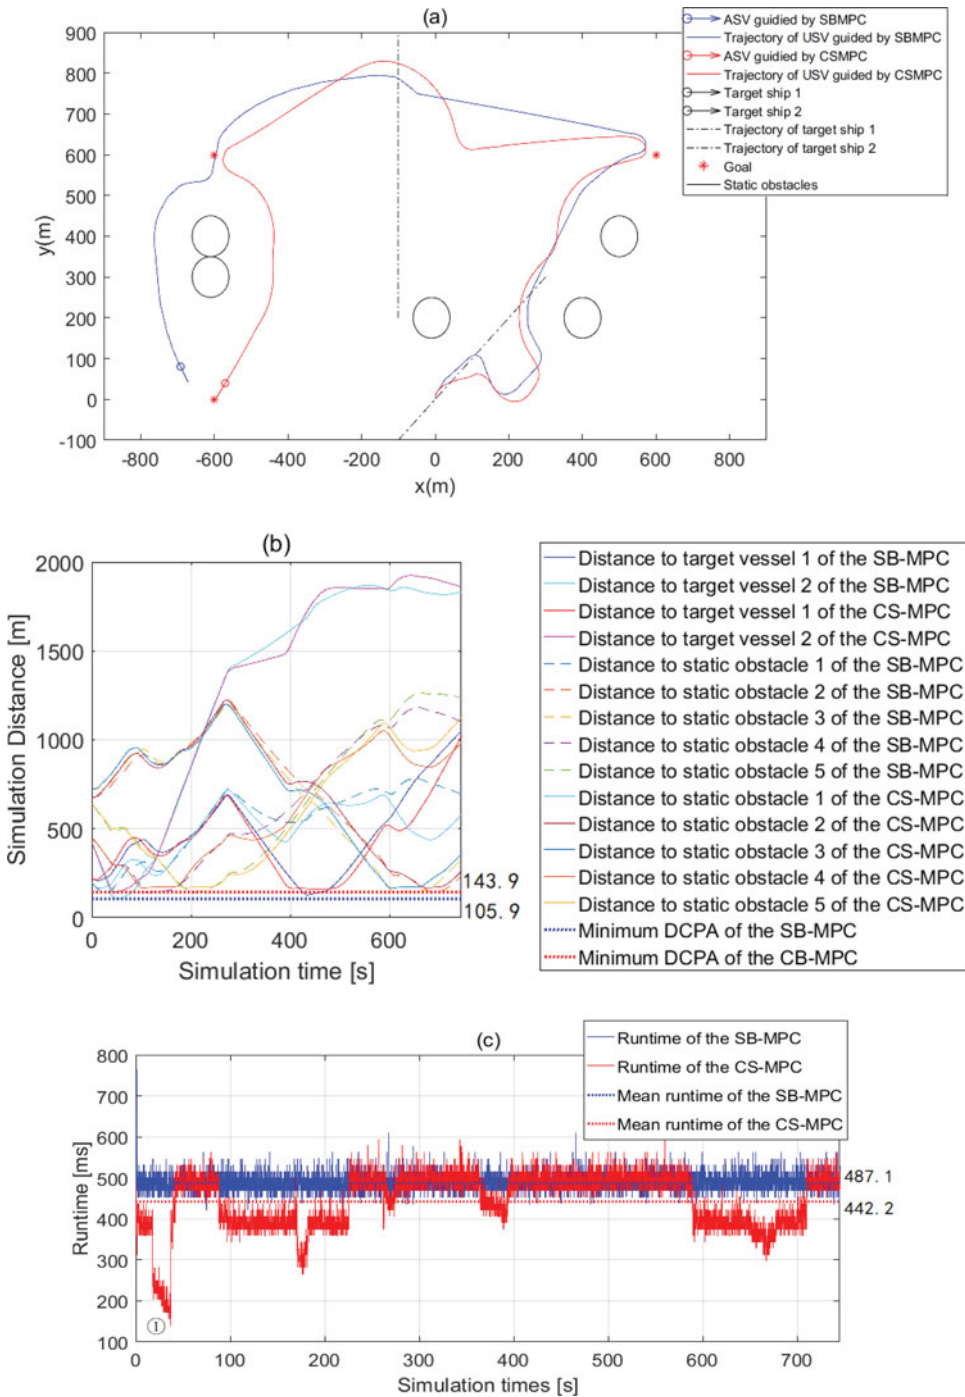 (a)
ASV guidied by SBMPC
Trajectory of USV guided by SBMPC
ASV guidied by CSMPC
Trajectory of USV guided by CSMPC
Target ship 1
Target ship 2
Trajectory of target ship 1
Trajectory of target ship 2
Goal
Static obstacles
900
800
700
600
500
400
300
200
100
0
-100
y(m)
-800 -600 -400 -200 0 200 400 600 800
x(m)
(b)
2000
1500
1000
500
0
Simulation Distance [m]
143.9
105.9
0 200 400 600
Simulation time [s]
Distance to target vessel 1 of the SB-MPC
Distance to target vessel 2 of the SB-MPC
Distance to target vessel 1 of the CS-MPC
Distance to target vessel 2 of the CS-MPC
Distance to static obstacle 1 of the SB-MPC
Distance to static obstacle 2 of the SB-MPC
Distance to static obstacle 3 of the SB-MPC
Distance to static obstacle 4 of the SB-MPC
Distance to static obstacle 5 of the SB-MPC
Distance to static obstacle 1 of the CS-MPC
Distance to static obstacle 2 of the CS-MPC
Distance to static obstacle 3 of the CS-MPC
Distance to static obstacle 4 of the CS-MPC
Distance to static obstacle 5 of the CS-MPC
Minimum DCPA of the SB-MPC
Minimum DCPA of the CB-MPC
(c)
Runtime of the SB-MPC
Runtime of the CS-MPC
Mean runtime of the SB-MPC
Mean runtime of the CS-MPC
800
700
600
500
400
300
200
100
Runtime [ms]
487.1
442.2
①
0 100 200 300 400 500 600 700
Simulation times [s]